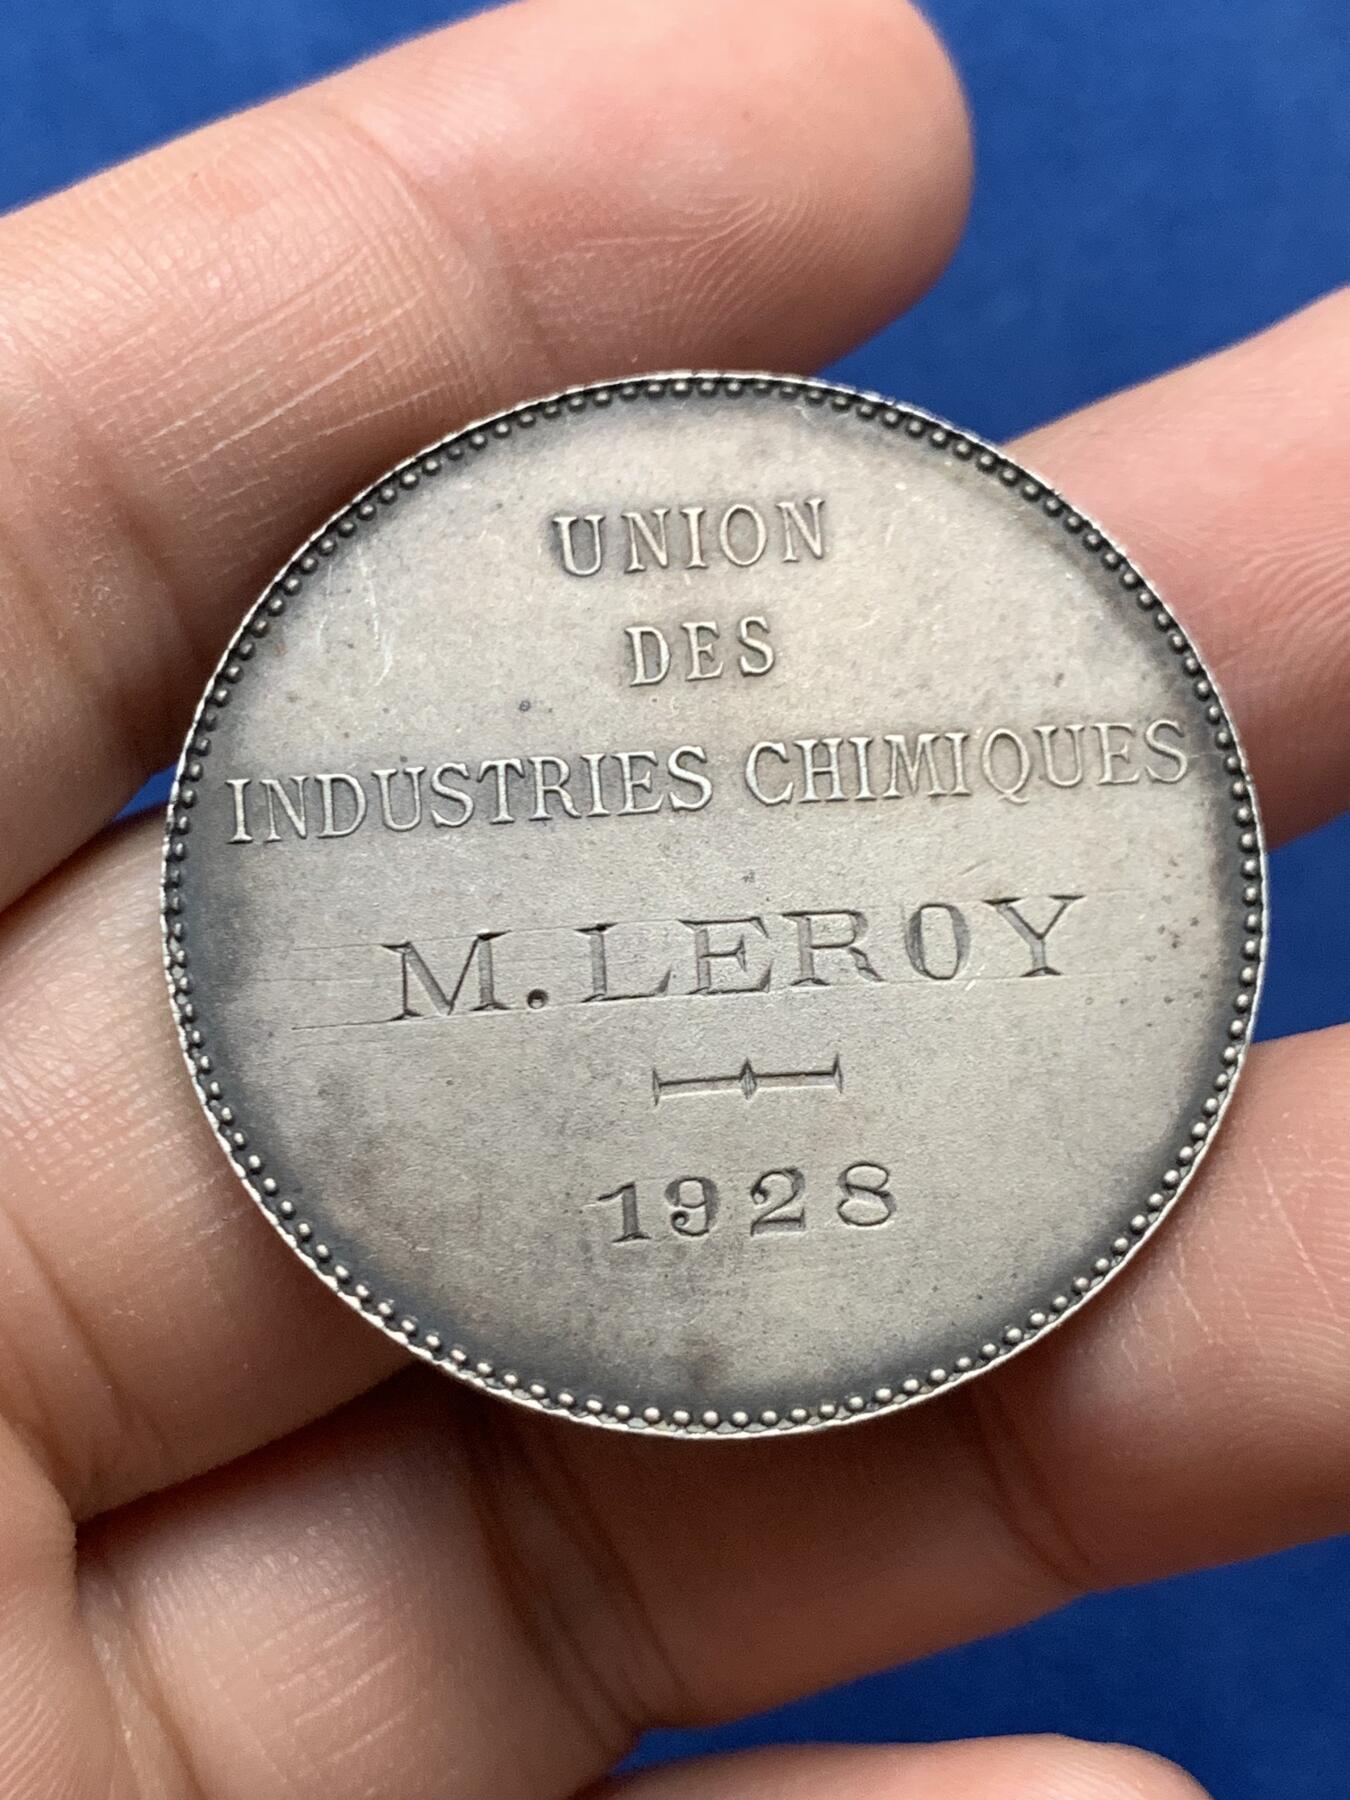 UNION
DES
INDUSTRIES CHIMIQUES
M. LEROY
1928